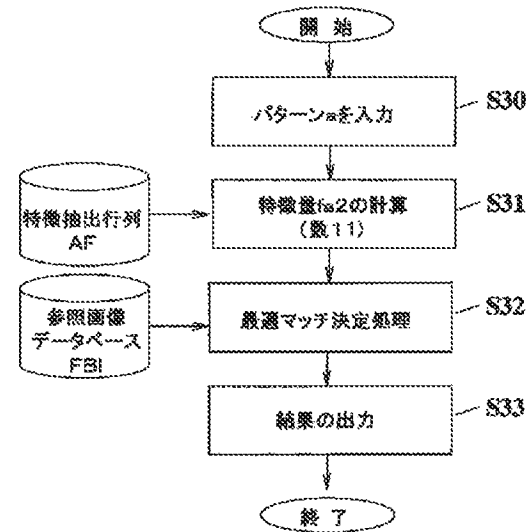 開 始
パターンaを入力
S30
特徴抽出行列
AF
特徴量fa2の計算
(数11)
S31
参照画像
データベース
FBI
最適マッチ決定処理
S32
結果の出力
S33
終 了